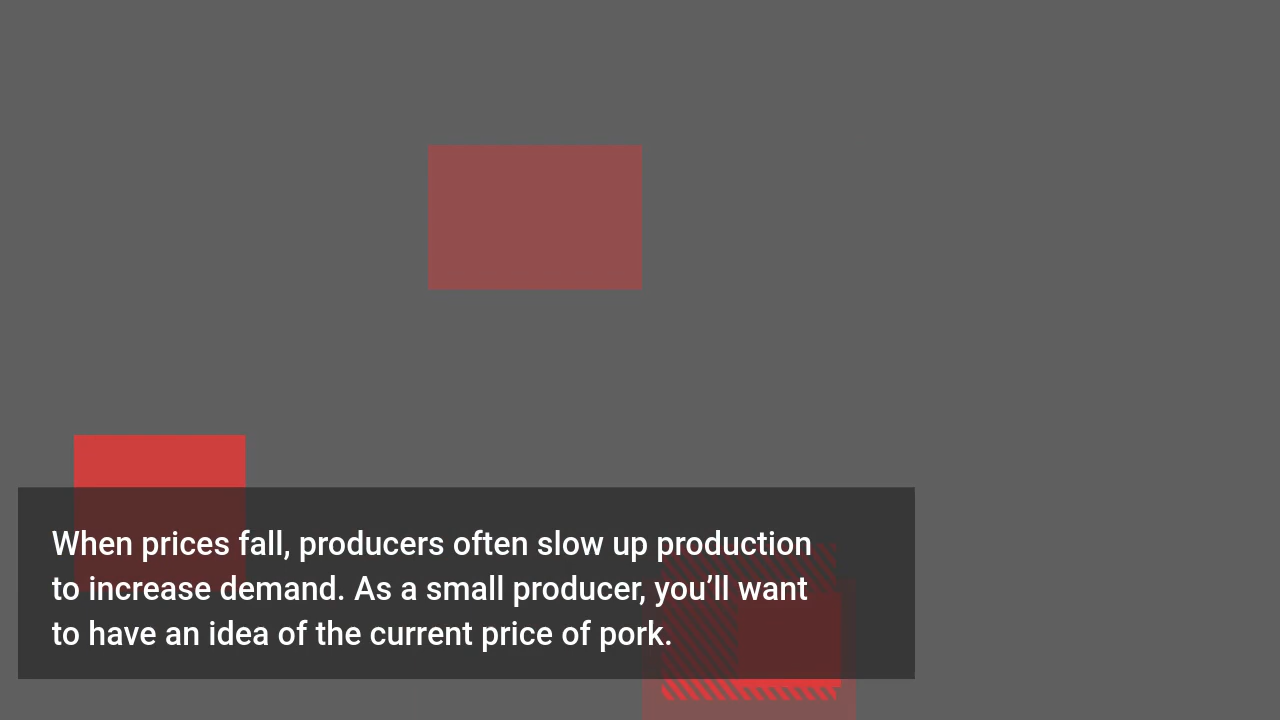 When prices fall, producers often slow up production
to increase demand. As a small producer, you’ll want
to have an idea of the current price of pork.